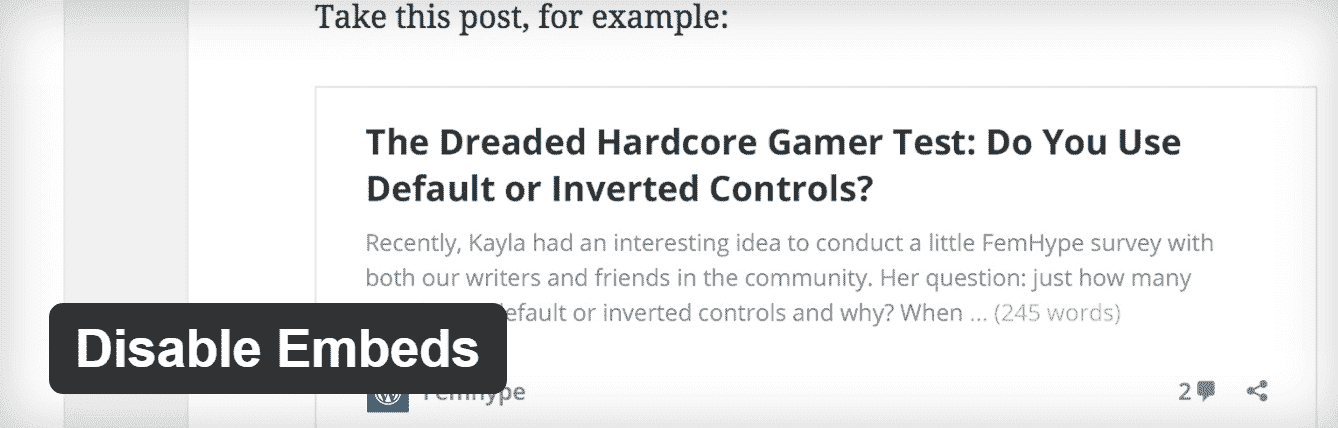 Take this post, for example:
The Dreaded Hardcore Gamer Test: Do You Use
Default or Inverted Controls?
Recently, Kayla had an interesting idea to conduct a little FemHype survey with
both our writers and friends in the community. Her question: just how many
default or inverted controls and why? When ... (245 words)
Disable Embeds
FemHype
2